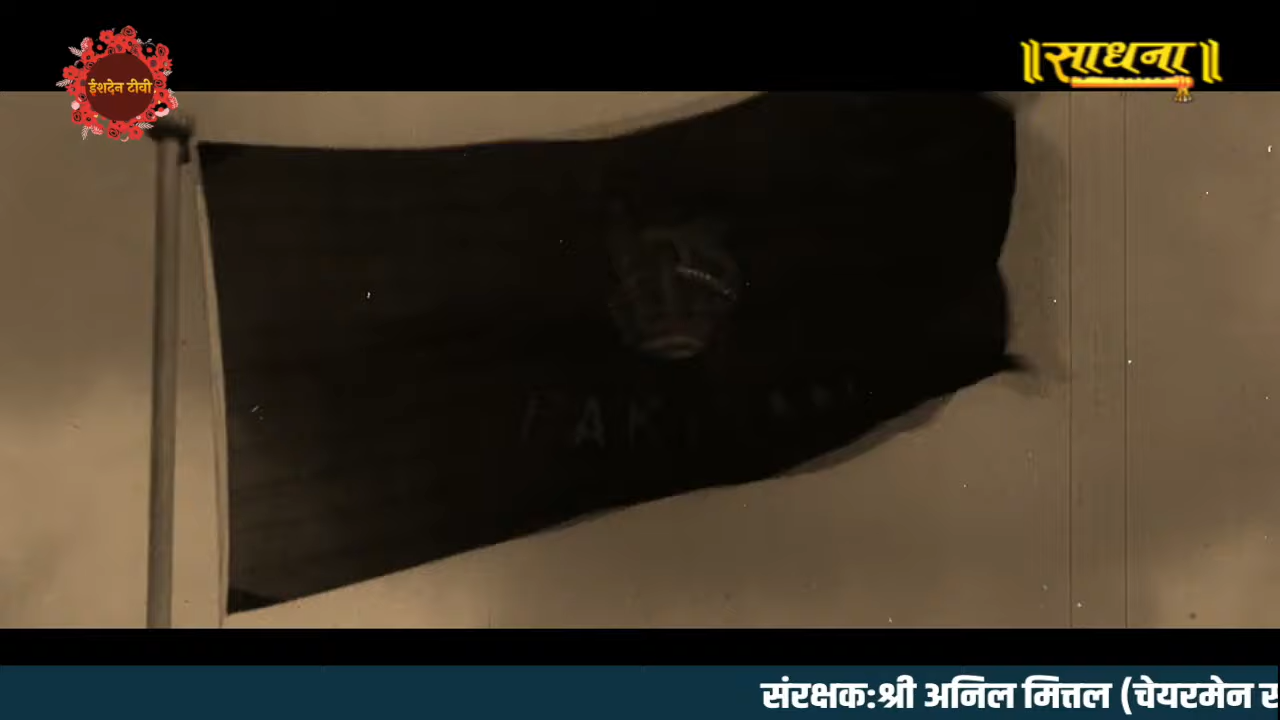 ईशदेन टीवी
॥साधना॥
संरक्षक:श्री अनिल मित्तल (चेयरमेन